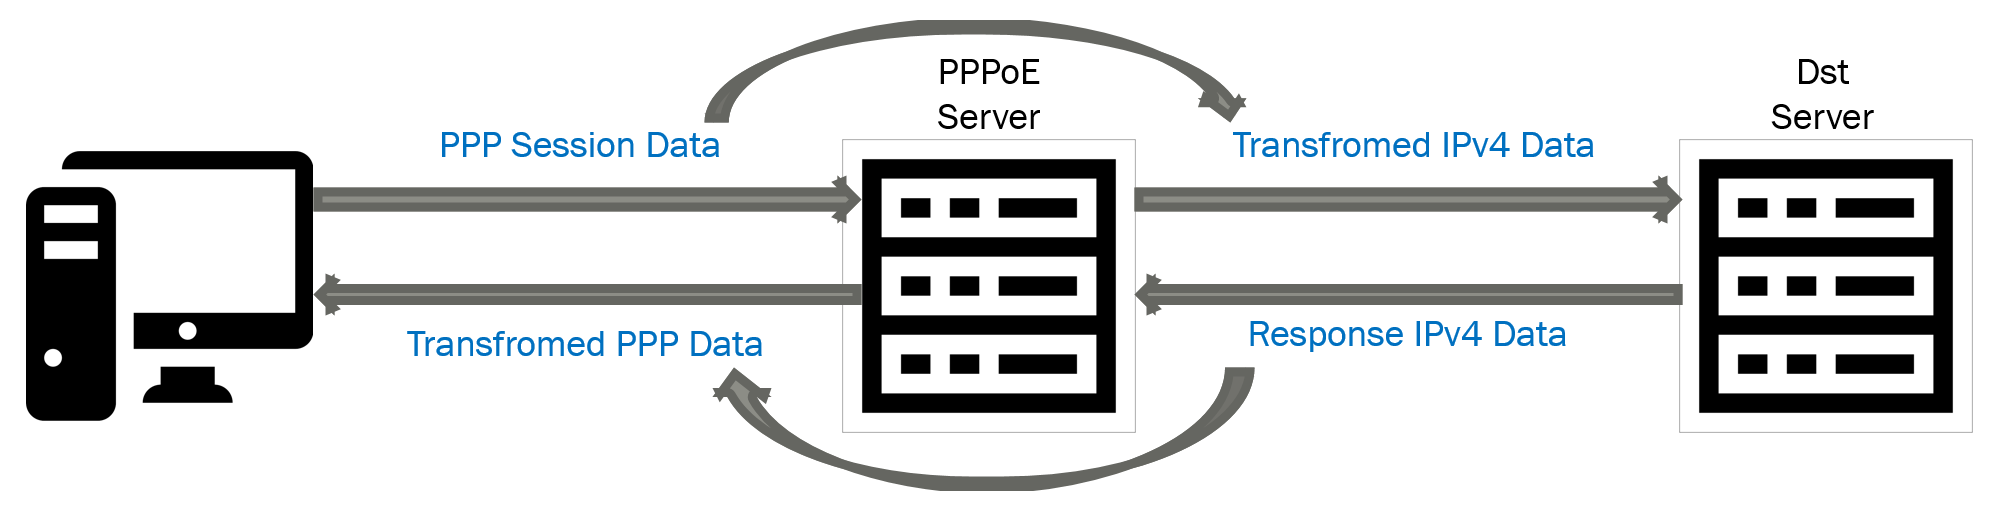 PPPoE
Server
Dst
Server
PPP Session Data
Transfromed IPv4 Data
Transfromed PPP Data
Response IPv4 Data